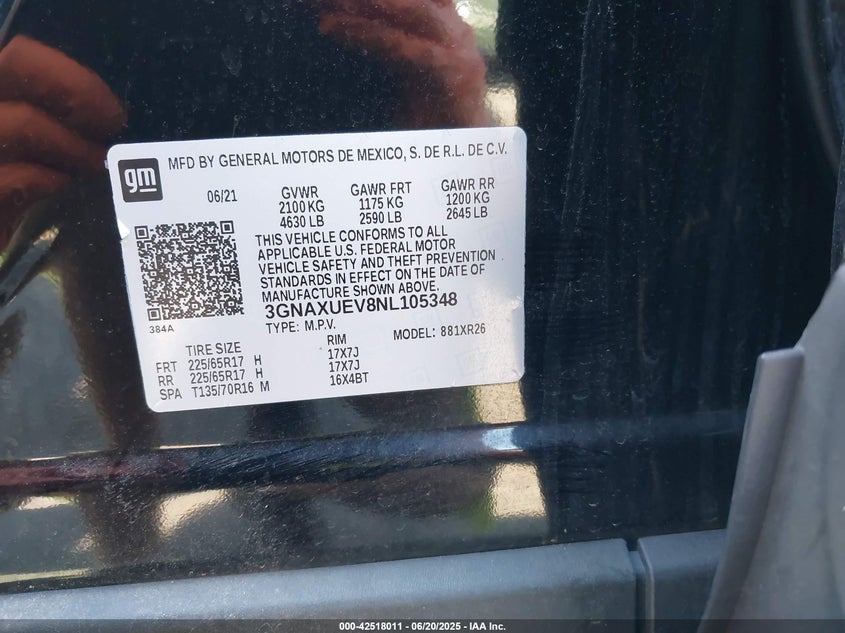 gm
MFD BY GENERAL MOTORS DE MEXICO, S. DE R.L. DE C.V.
06/21 GVWR GAWR FRT GAWR RR
2100 KG 1175 KG 1200 KG
4630 LB 2590 LB 2645 LB
THIS VEHICLE CONFORMS TO ALL
APPLICABLE U.S. FEDERAL MOTOR
VEHICLE SAFETY AND THEFT PREVENTION
STANDARDS IN EFFECT ON THE DATE OF
MANUFACTURE SHOWN ABOVE.
3GNAXUEV8NL105348
384A
TYPE: M.P.V. MODEL: 881XR26
TIRE SIZE RIM
FRT 225/65R17 H 17X7J
RR 225/65R17 H 17X7J
SPA T135/70R16 M 16X4BT
000-42518011 - 06/20/2025 - IAA Inc.